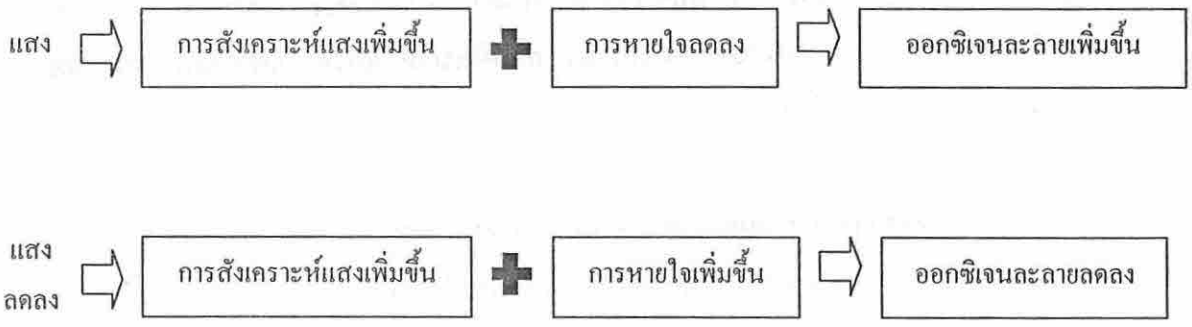 แสง การสังเคราะห์แสงเพิ่มขึ้น การหายใจลดลง ออกซิเจนละลายเพิ่มขึ้น
แสง
ลดลง การสังเคราะห์แสงเพิ่มขึ้น การหายใจเพิ่มขึ้น ออกซิเจนละลายลดลง